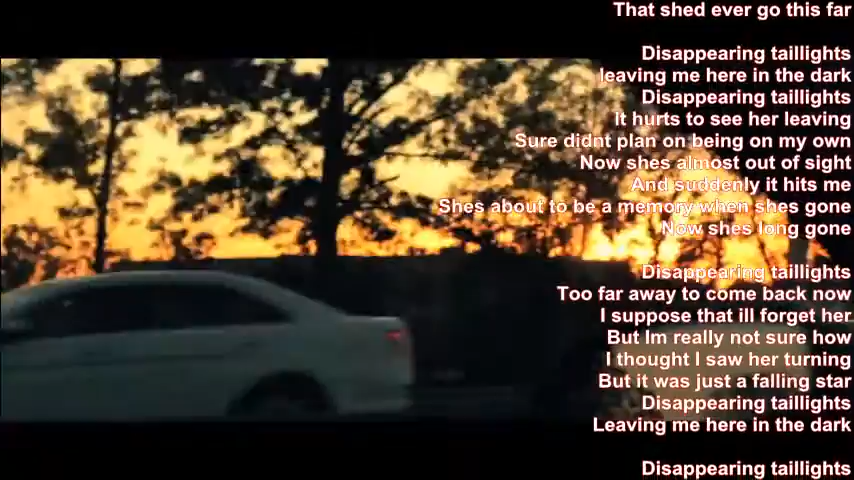 That shed ever go this far
Disappearing taillights
leaving me here in the dark
Disappearing taillights
It hurts to see her leaving
Sure didnt plan on being on my own
Now shes almost out of sight
And suddenly it hits me
Shes about to be a memory when shes gone
Now shes long gone
Disappearing taillights
Too far away to come back now
I suppose that ill forget her
But Im really not sure how
I thought I saw her turning
But it was just a falling star
Disappearing taillights
Leaving me here in the dark
Disappearing taillights